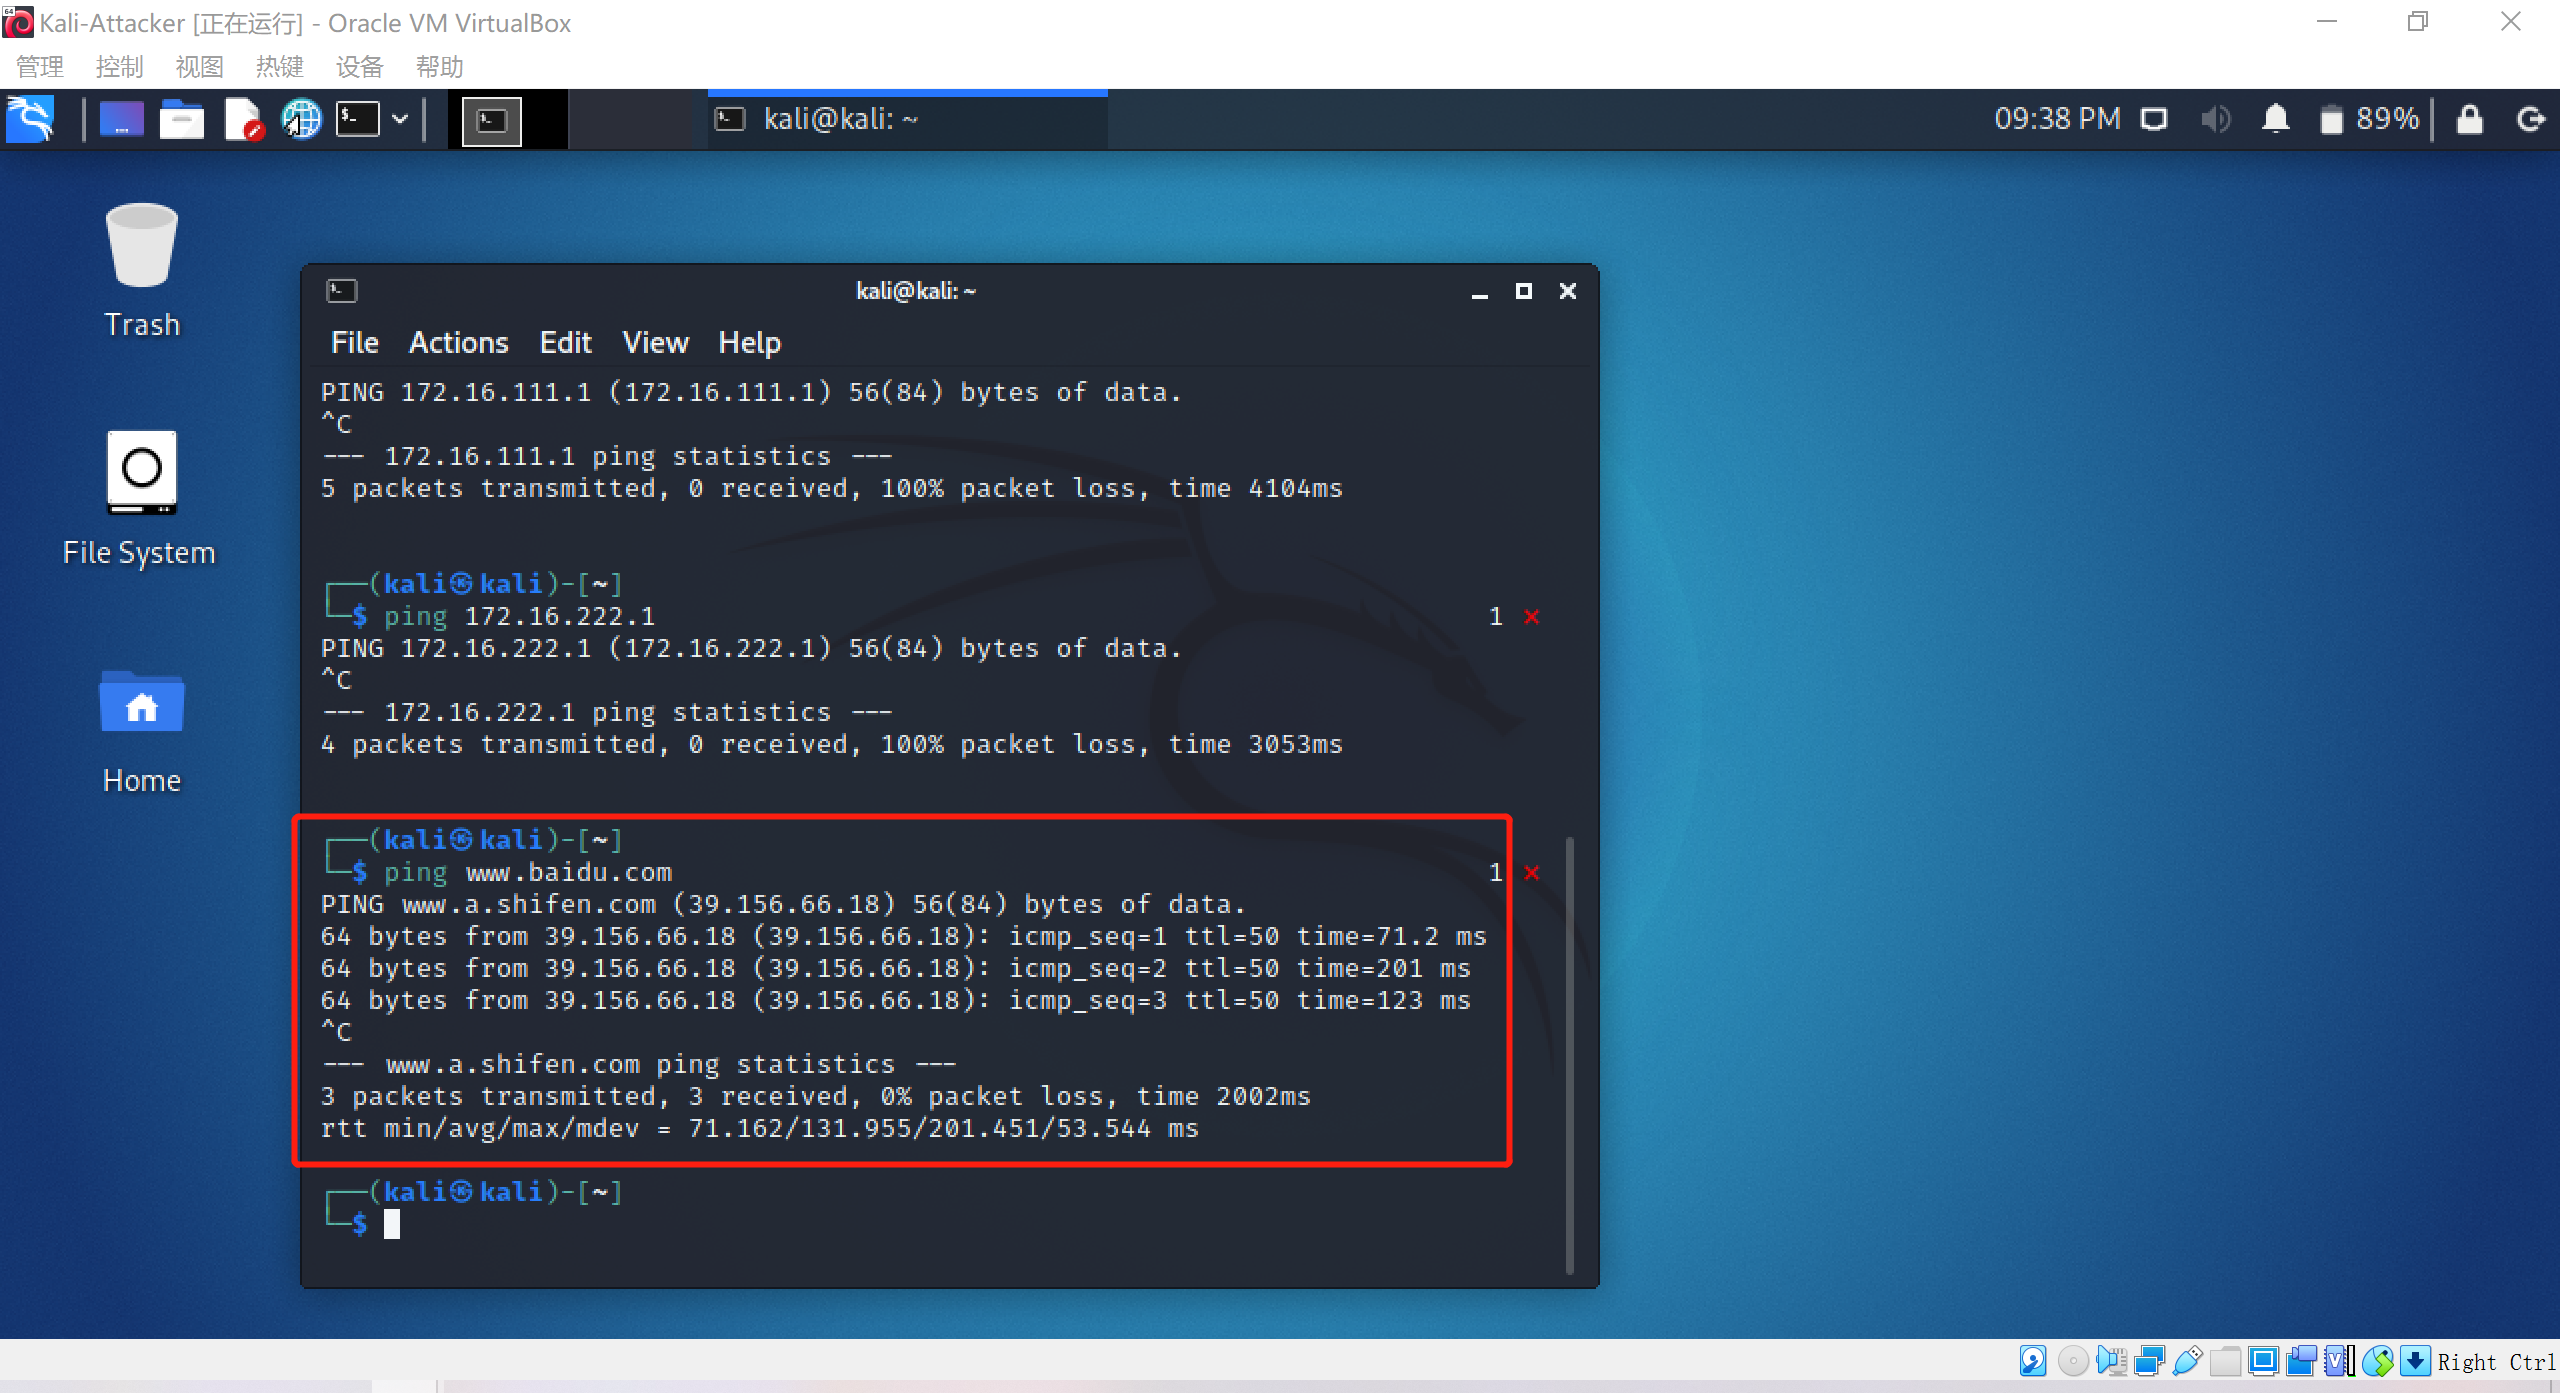 Kali-Attacker [正在运行] - Oracle VM VirtualBox
管理 控制 视图 热键 设备 帮助
kali@kali: ~
09:38 PM
89%
Trash
File System
Home
kali@kali: ~
File Actions Edit View Help
PING 172.16.111.1 (172.16.111.1) 56(84) bytes of data.
^C
--- 172.16.111.1 ping statistics ---
5 packets transmitted, 0 received, 100% packet loss, time 4104ms
┌──(kali㉿kali)-[~]
└─$ ping 172.16.222.1 1 ⨯
PING 172.16.222.1 (172.16.222.1) 56(84) bytes of data.
^C
--- 172.16.222.1 ping statistics ---
4 packets transmitted, 0 received, 100% packet loss, time 3053ms
┌──(kali㉿kali)-[~]
└─$ ping www.baidu.com 1 ⨯
PING www.a.shifen.com (39.156.66.18) 56(84) bytes of data.
64 bytes from 39.156.66.18 (39.156.66.18): icmp_seq=1 ttl=50 time=71.2 ms
64 bytes from 39.156.66.18 (39.156.66.18): icmp_seq=2 ttl=50 time=201 ms
64 bytes from 39.156.66.18 (39.156.66.18): icmp_seq=3 ttl=50 time=123 ms
^C
--- www.a.shifen.com ping statistics ---
3 packets transmitted, 3 received, 0% packet loss, time 2002ms
rtt min/avg/max/mdev = 71.162/131.955/201.451/53.544 ms
┌──(kali㉿kali)-[~]
└─$
Right Ctrl